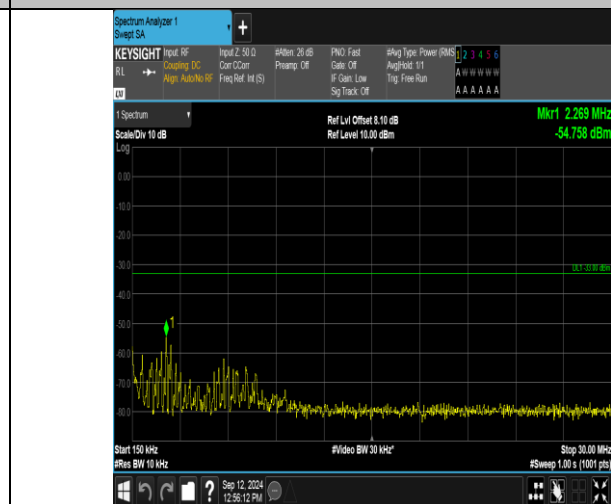 Spectrum Analyzer 1
Swept SA
+
KEYSIGHT Input: RF Input Z: 50 Ω #Atten: 26 dB PNO: Fast #Avg Type: Power (RMS 1 2 3 4 5 6
RL Coupling: DC Corr CCorr Preamp: Off Gate: Off Avg|Hold: 1/1 A W W W W W
Align: Auto/No RF Freq Ref: Int (S) IF Gain: Low Trig: Free Run
LXI Sig Track: Off A A A A A A
1 Spectrum Ref Lvl Offset 8.10 dB Mkr1 2.269 MHz
Scale/Div 10 dB Ref Level 10.00 dBm -54.758 dBm
Log
0.00
-10.0
-20.0
-30.0 DL1 -33.00 dBm
-40.0
-50.0
1
-60.0
-70.0
-80.0
Start 150 kHz #Video BW 30 kHz* Stop 30.00 MHz
#Res BW 10 kHz #Sweep 1.00 s (1001 pts)
? Sep 12, 2024
12:56:12 PM